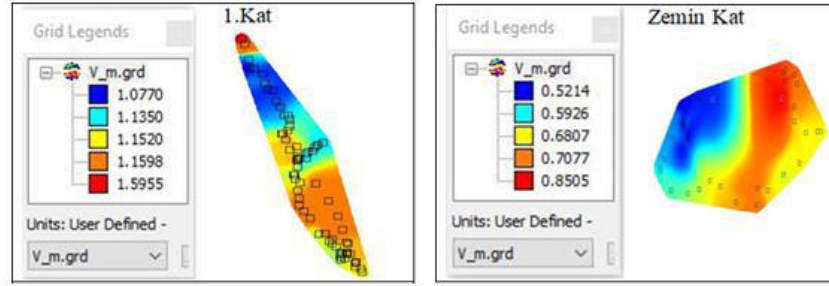 Grid Legends
1.Kat
V_m.grd
1.0770
1.1350
1.1520
1.1598
1.5955
Units: User Defined -
V_m.grd
Grid Legends
Zemin Kat
V_m.grd
0.5214
0.5926
0.6807
0.7077
0.8505
Units: User Defined -
V_m.grd